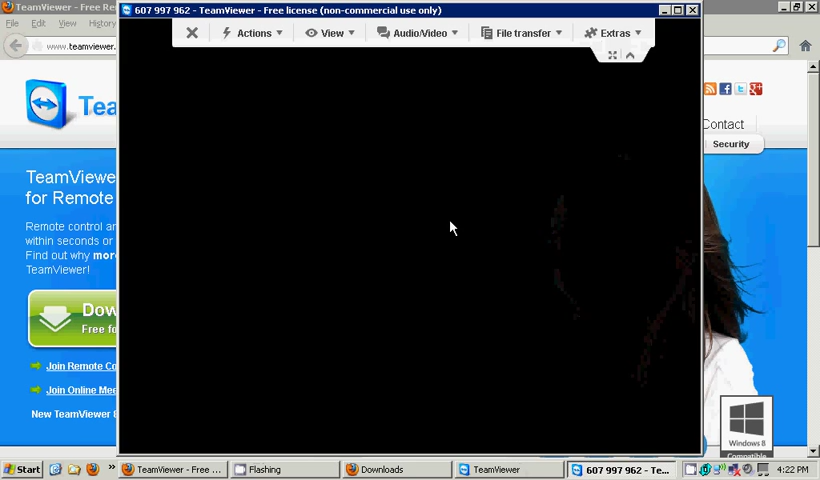 TeamViewer - Free Re
607 997 962 - TeamViewer - Free license (non-commercial use only)
File Edit View History
Actions View Audio/Video File transfer Extras
www.teamviewer.
Tea
Contact
Security
TeamViewe
for Remote
Remote control an
within seconds or
Find out why more
TeamViewer!
Dow
Free fo
Join Remote Co
Join Online Mee
New TeamViewer 8
Windows 8
Compatible
Start » TeamViewer - Free ... Flashing Downloads TeamViewer 607 997 962 - Te... 4:22 PM